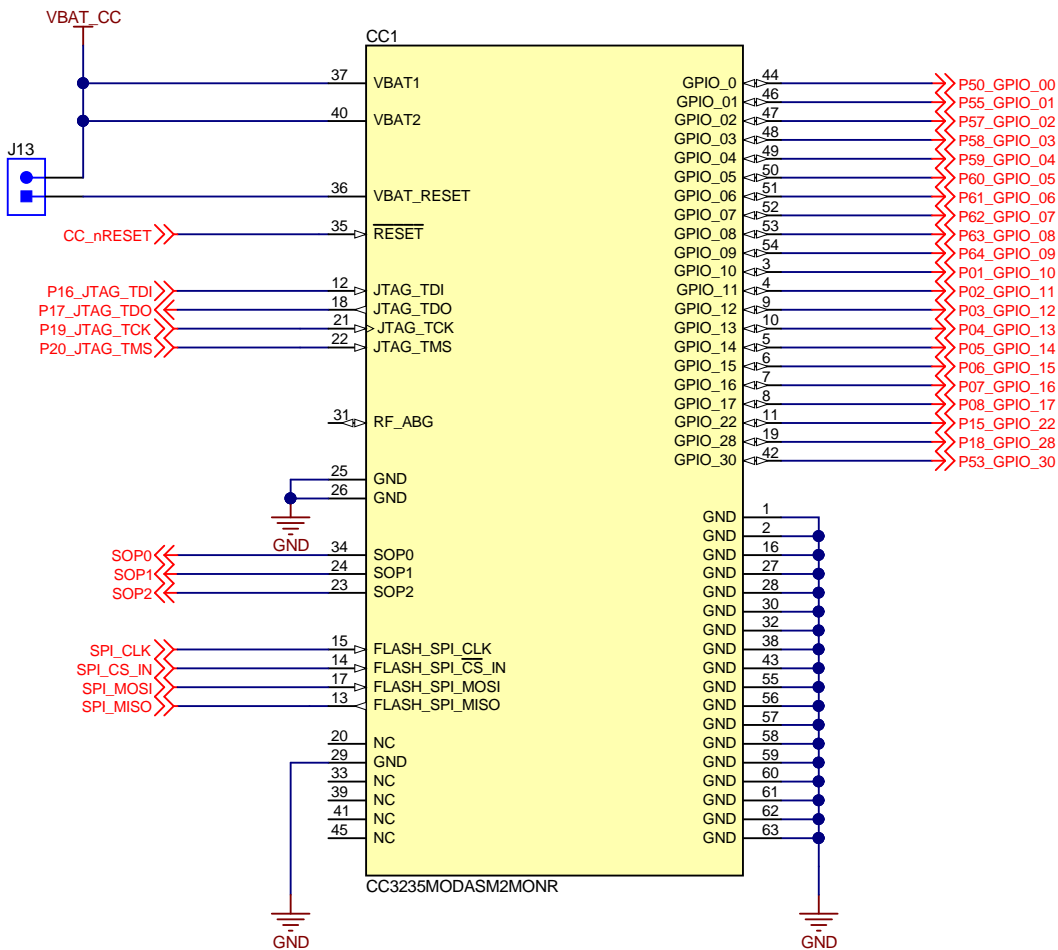 VBAT_CC
CC1
37 VBAT1
40 VBAT2
J13
36 VBAT_RESET
CC_nRESET 35 RESET
P16_JTAG_TDI 12 JTAG_TDI
P17_JTAG_TDO 18 JTAG_TDO
P19_JTAG_TCK 21 JTAG_TCK
P20_JTAG_TMS 22 JTAG_TMS
31 RF_ABG
25 GND
26 GND
GND
SOP0 34 SOP0
SOP1 24 SOP1
SOP2 23 SOP2
SPI_CLK 15 FLASH_SPI_CLK
SPI_CS_IN 14 FLASH_SPI_CS_IN
SPI_MOSI 17 FLASH_SPI_MOSI
SPI_MISO 13 FLASH_SPI_MISO
20 NC
29 GND
33 NC
39 NC
41 NC
45 NC
GND
GPIO_0 44 P50_GPIO_00
GPIO_01 46 P55_GPIO_01
GPIO_02 47 P57_GPIO_02
GPIO_03 48 P58_GPIO_03
GPIO_04 49 P59_GPIO_04
GPIO_05 50 P60_GPIO_05
GPIO_06 51 P61_GPIO_06
GPIO_07 52 P62_GPIO_07
GPIO_08 53 P63_GPIO_08
GPIO_09 54 P64_GPIO_09
GPIO_10 3 P01_GPIO_10
GPIO_11 4 P02_GPIO_11
GPIO_12 9 P03_GPIO_12
GPIO_13 10 P04_GPIO_13
GPIO_14 5 P05_GPIO_14
GPIO_15 6 P06_GPIO_15
GPIO_16 7 P07_GPIO_16
GPIO_17 8 P08_GPIO_17
GPIO_22 11 P15_GPIO_22
GPIO_28 19 P18_GPIO_28
GPIO_30 42 P53_GPIO_30
GND 1
GND 2
GND 16
GND 27
GND 28
GND 30
GND 32
GND 38
GND 43
GND 55
GND 56
GND 57
GND 58
GND 59
GND 60
GND 61
GND 62
GND 63
GND
CC3235MODASM2MONR